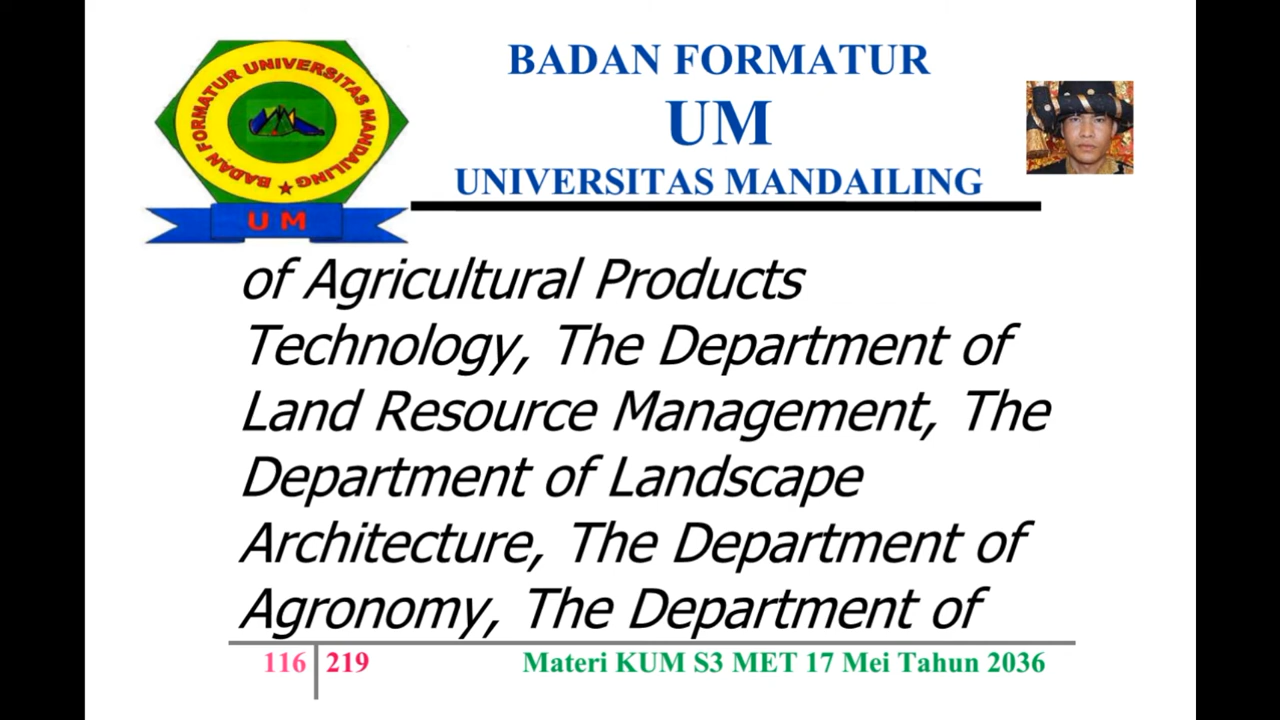 BADAN FORMATUR UNIVERSITAS MANDAILING
U M
BADAN FORMATUR
UM
UNIVERSITAS MANDAILING
of Agricultural Products
Technology, The Department of
Land Resource Management, The
Department of Landscape
Architecture, The Department of
Agronomy, The Department of
116 219 Materi KUM S3 MET 17 Mei Tahun 2036